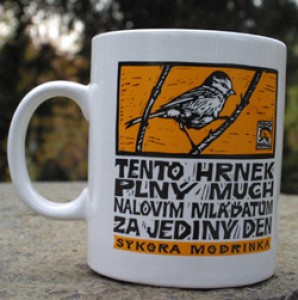 TENTO HRNEK
PLNÝ MUCH
NALOVÍM MLÁĎATŮM
ZA JEDINÝ DEN
SÝKORA MODŘINKA